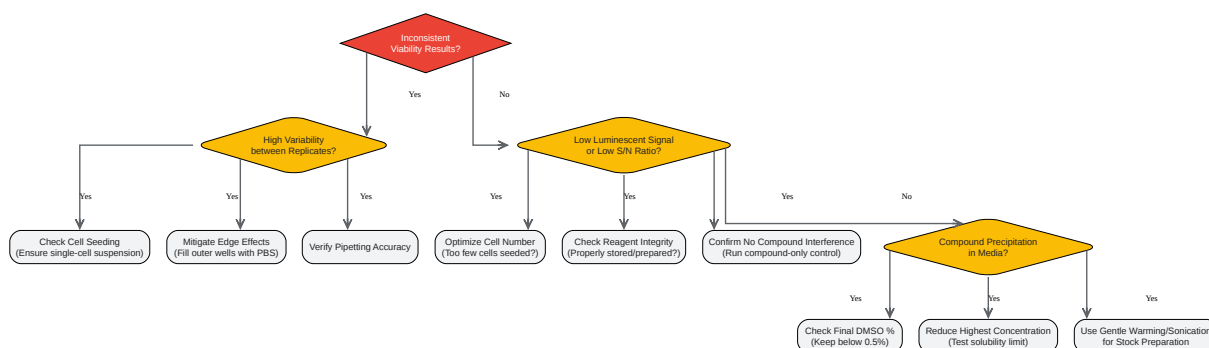 Inconsistent
Viability Results?
Yes
No
High Variability
between Replicates?
Low Luminescent Signal
or Low S/N Ratio?
Yes
Yes
Yes
Yes
Yes
Yes
No
Check Cell Seeding
(Ensure single-cell suspension)
Mitigate Edge Effects
(Fill outer wells with PBS)
Verify Pipetting Accuracy
Optimize Cell Number
(Too few cells seeded?)
Check Reagent Integrity
(Properly stored/prepared?)
Confirm No Compound Interference
(Run compound-only control)
Compound Precipitation
in Media?
Yes
Yes
Yes
Check Final DMSO %
(Keep below 0.5%)
Reduce Highest Concentration
(Test solubility limit)
Use Gentle Warming/Sonication
for Stock Preparation